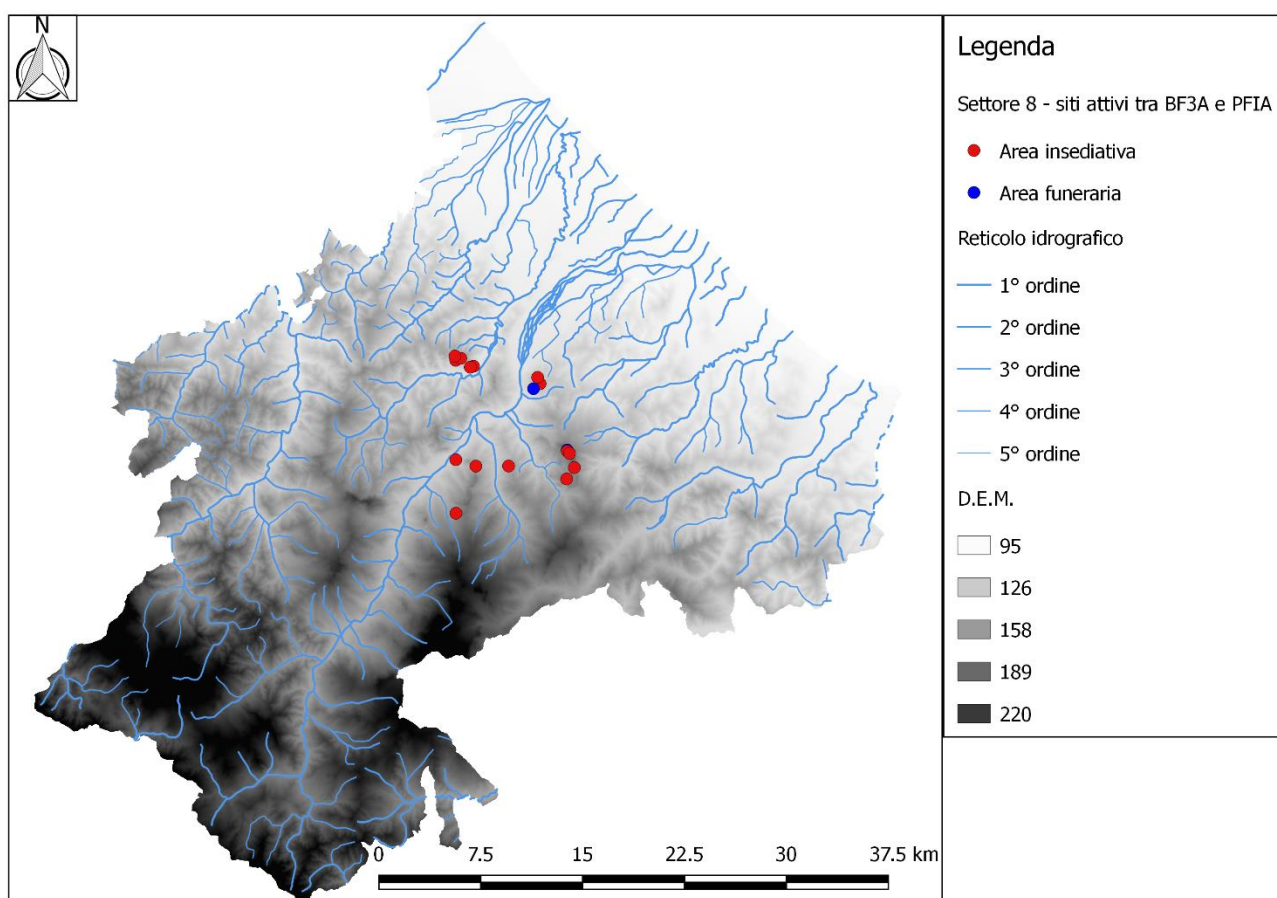 N
Legenda
Settore 8 - siti attivi tra BF3A e PFIA
Area insediativa
Area funeraria
Reticolo idrografico
1° ordine
2° ordine
3° ordine
4° ordine
5° ordine
D.E.M.
95
126
158
189
220
0 7.5 15 22.5 30 37.5 km